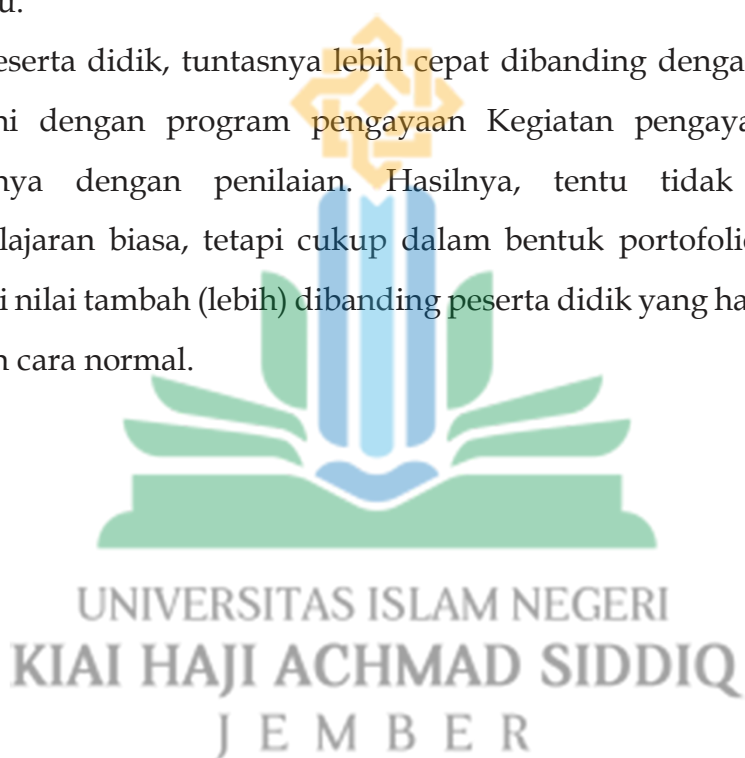 u.
eserta didik, tuntasnya lebih cepat dibanding denga
ni dengan program pengayaan Kegiatan pengaya
nya dengan penilaian. Hasilnya, tentu tidak
lajaran biasa, tetapi cukup dalam bentuk portofolio
i nilai tambah (lebih) dibanding peserta didik yang ha
n cara normal.
UNIVERSITAS ISLAM NEGERI
KIAI HAJI ACHMAD SIDDIQ
JEMBER